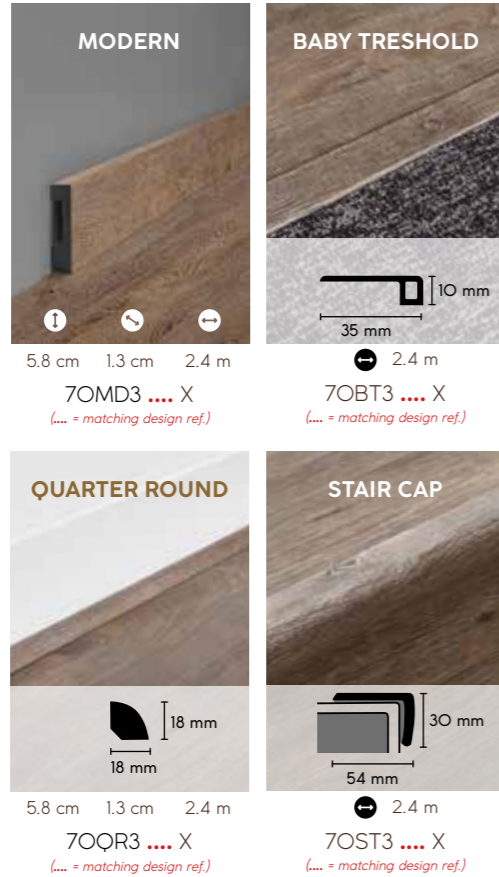 MODERN
5.8 cm 1.3 cm 2.4 m
7OMD3 .... X
(.... = matching design ref.)
BABY TRESHOLD
10 mm
35 mm
2.4 m
7OBT3 .... X
(.... = matching design ref.)
QUARTER ROUND
18 mm
18 mm
5.8 cm 1.3 cm 2.4 m
7OQR3 .... X
(.... = matching design ref.)
STAIR CAP
30 mm
54 mm
2.4 m
7OST3 .... X
(.... = matching design ref.)